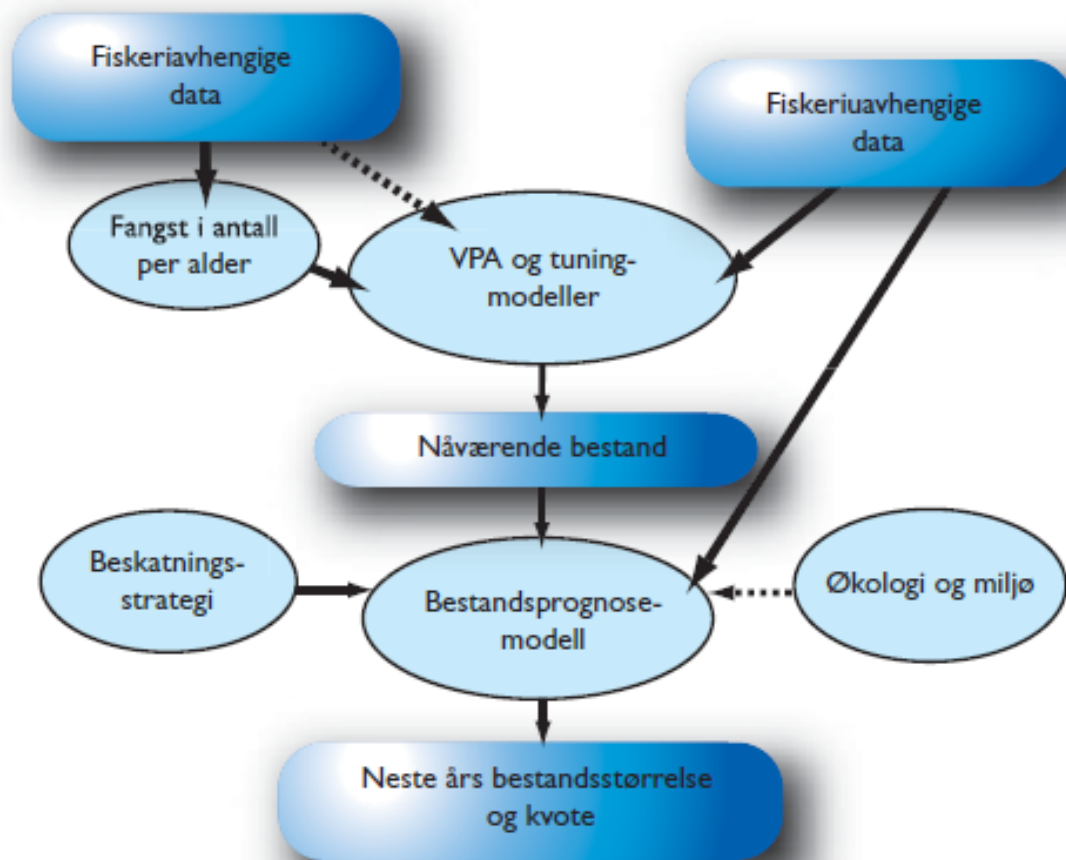 Fiskeriavhengige
data
Fiskeriuavhengige
data
Fangst i antall
per alder
VPA og tuning-
modeller
Nåværende bestand
Beskatnings-
strategi
Bestandsprognose-
modell
Økologi og miljø
Neste års bestandsstørrelse
og kvote